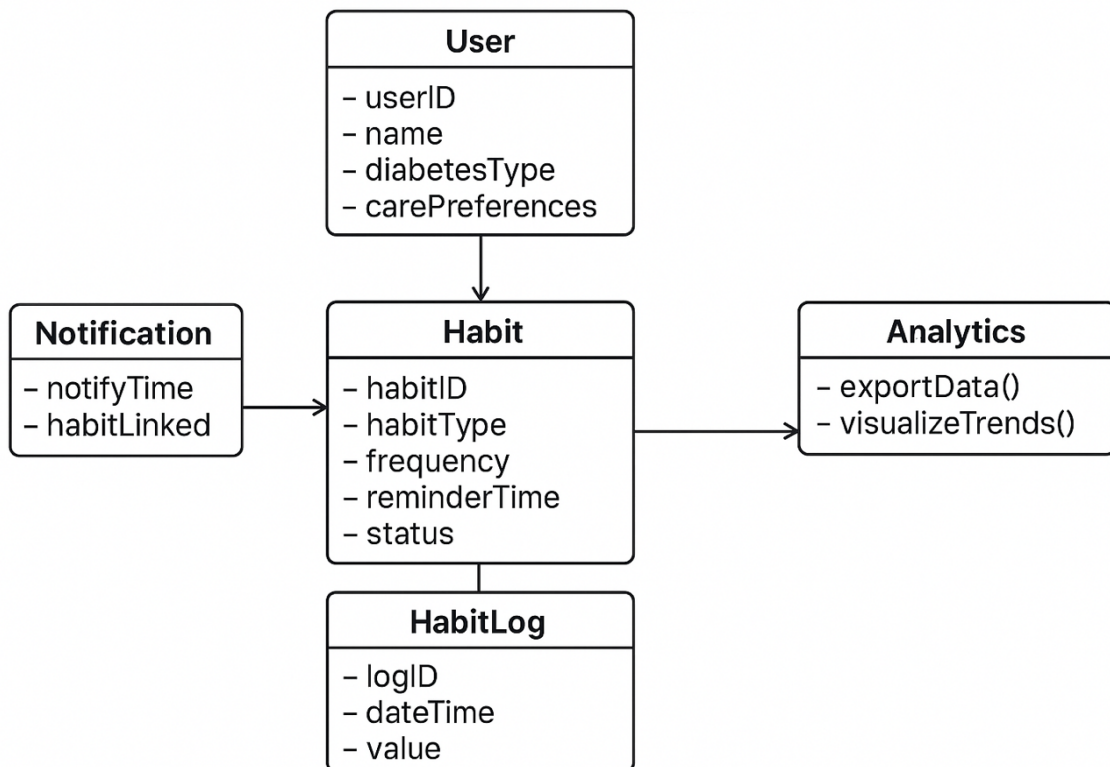 User
– userID
– name
– diabetesType
– carePreferences
Notification
– notifyTime
– habitLinked
Habit
– habitID
– habitType
– frequency
– reminderTime
– status
Analytics
– exportData()
– visualizeTrends()
HabitLog
– logID
– dateTime
– value